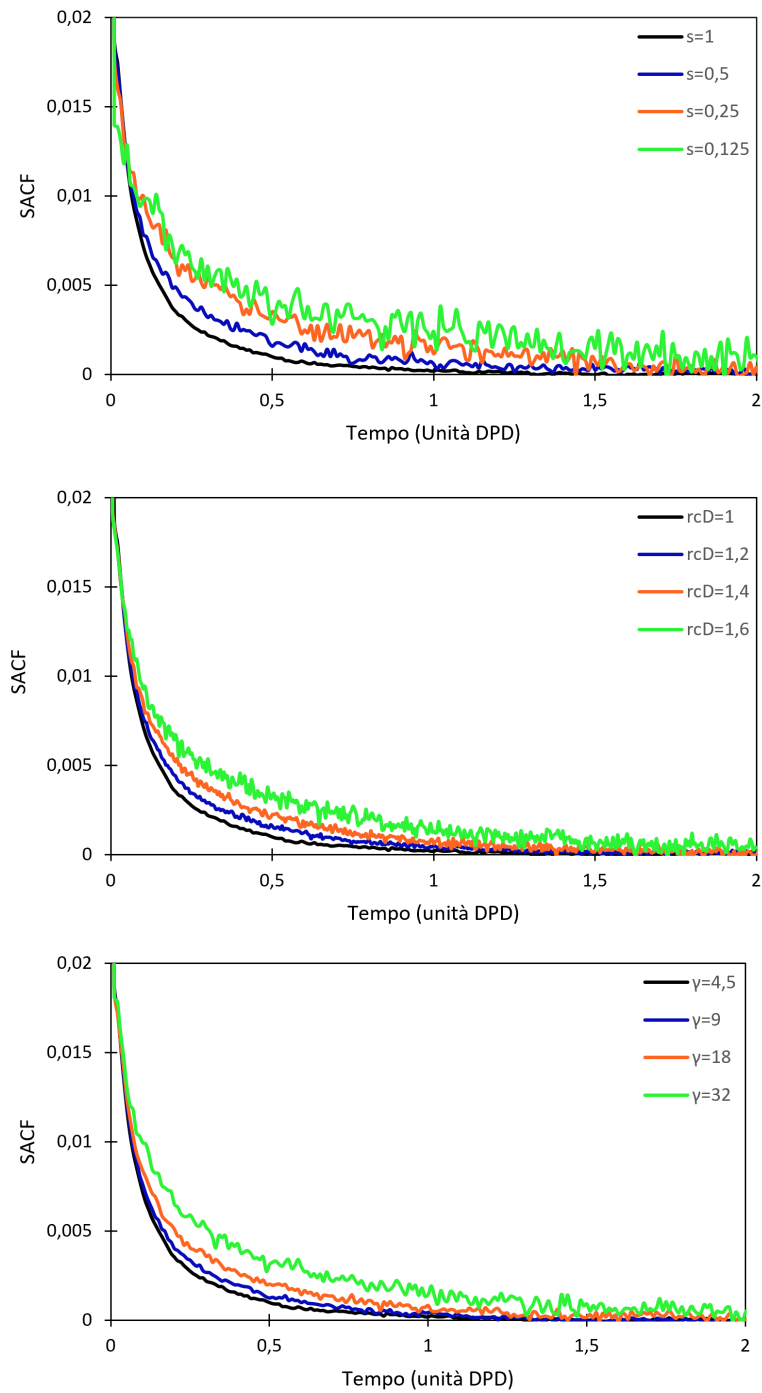 0,02
0,015
0,01
0,005
0
SACF
s=1
s=0,5
s=0,25
s=0,125
0 0,5 1 1,5 2
Tempo (Unità DPD)
0,02
0,015
0,01
0,005
0
SACF
rcD=1
rcD=1,2
rcD=1,4
rcD=1,6
0 0,5 1 1,5 2
Tempo (unità DPD)
0,02
0,015
0,01
0,005
0
SACF
γ=4,5
γ=9
γ=18
γ=32
0 0,5 1 1,5 2
Tempo (unità DPD)